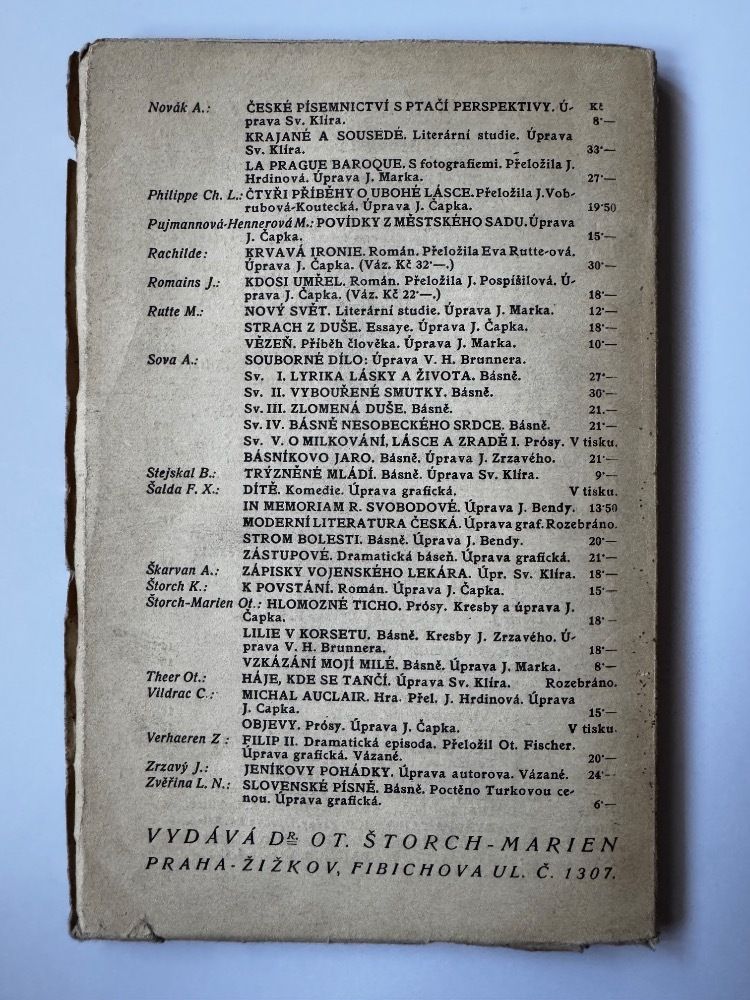 Novák A.: ČESKÉ PÍSEMNICTVÍ S PTAČÍ PERSPEKTIVY. Ú- Kč
prava Sv. Klíra. 8·—
KRAJANÉ A SOUSEDÉ. Literární studie. Úprava
Sv. Klíra. 33·—
LA PRAGUE BAROQUE. S fotografiemi. Přeložila J.
Hrdinová. Úprava J. Marka. 27·—
Philippe Ch. L.: ČTYŘI PŘÍBĚHY O UBOHÉ LÁSCE. Přeložila J. Vob-
rubová-Koutecká. Úprava J. Čapka. 19·50
Pujmannová-Hennerová M.: POVÍDKY Z MĚSTSKÉHO SADU. Úprava
J. Čapka. 15·—
Rachilde: KRVAVÁ IRONIE. Román. Přeložila Eva Rutte-ová.
Úprava J. Čapka. (Váz. Kč 32·—.) 30·—
Romains J.: KDOSI UMŘEL. Román. Přeložila J. Pospíšilová. Ú-
prava J. Čapka. (Váz. Kč 22·—.) 18·—
Rutte M.: NOVÝ SVĚT. Literární studie. Úprava J. Marka. 12·—
STRACH Z DUŠE. Essaye. Úprava J. Čapka. 18·—
VĚZEŇ. Příběh člověka. Úprava J. Marka. 10·—
Sova A.: SOUBORNÉ DÍLO: Úprava V. H. Brunnera.
Sv. I. LYRIKA LÁSKY A ŽIVOTA. Básně. 27·—
Sv. II. VYBOUŘENÉ SMUTKY. Básně. 30·—
Sv. III. ZLOMENÁ DUŠE. Básně. 21.—
Sv. IV. BÁSNĚ NESOBECKÉHO SRDCE. Básně. 21·—
Sv. V. O MILKOVÁNÍ, LÁSCE A ZRADĚ I. Prósy. V tisku.
BÁSNÍKOVO JARO. Básně. Úprava J. Zrzavého. 21·—
Stejskal B.: TRÝZNĚNÉ MLÁDÍ. Básně. Úprava Sv. Klíra. 9·—
Šalda F. X.: DÍTĚ. Komedie. Úprava grafická. V tisku.
IN MEMORIAM R. SVOBODOVÉ. Úprava J. Bendy. 13·50
MODERNÍ LITERATURA ČESKÁ. Úprava graf. Rozebráno.
STROM BOLESTI. Básně. Úprava J. Bendy. 20·—
ZÁSTUPOVÉ. Dramatická báseň. Úprava grafická. 21·—
Škarvan A.: ZÁPISKY VOJENSKÉHO LEKÁRA. Úpr. Sv. Klíra. 18·—
Štorch K.: K POVSTÁNÍ. Román. Úprava J. Čapka. 15·—
Štorch-Marien Ot.: HLOMOZNÉ TICHO. Prósy. Kresby a úprava J.
Čapka. 18·—
LILIE V KORSETU. Básně. Kresby J. Zrzavého. Ú-
prava V. H. Brunnera. 18·—
VZKÁZÁNÍ MOJÍ MILÉ. Básně. Úprava J. Marka. 8·—
Theer Ot.: HÁJE, KDE SE TANČÍ. Úprava Sv. Klíra. Rozebráno.
Vildrac C.: MICHAL AUCLAIR. Hra. Přel. J. Hrdinová. Úprava
J. Čapka. 15·—
OBJEVY. Prósy. Úprava J. Čapka. V tisku.
Verhaeren Z: FILIP II. Dramatická episoda. Přeložil Ot. Fischer.
Úprava grafická. Vázané. 20·—
Zrzavý J.: JENÍKOVY POHÁDKY. Úprava autorova. Vázané. 24·—
Zvěřina L. N.: SLOVENSKÉ PÍSNĚ. Básně. Poctěno Turkovou ce-
nou. Úprava grafická. 6·—
VYDÁVÁ DR. OT. ŠTORCH-MARIEN
PRAHA-ŽIŽKOV, FIBICHOVA UL. Č. 1307.